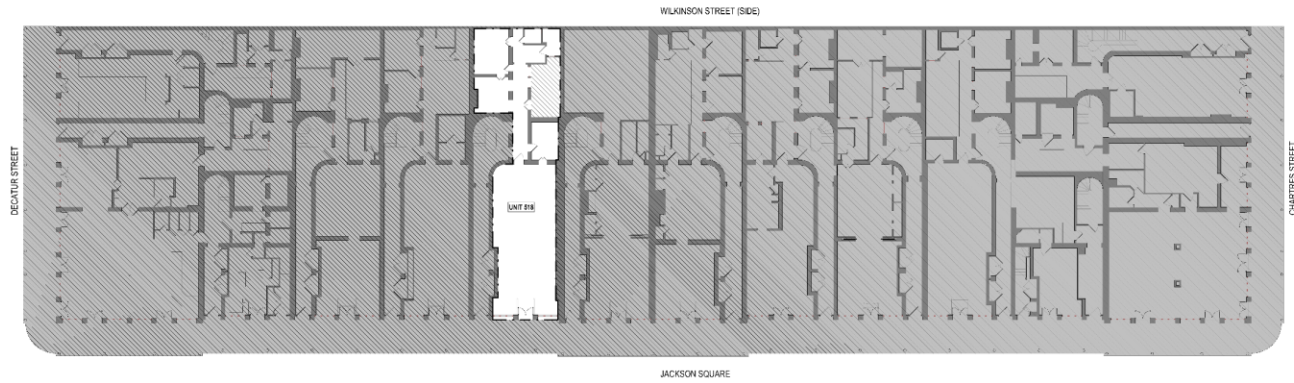 WILKINSON STREET (SIDE)
DECATUR STREET
UNIT 518
CHARTRES STREET
JACKSON SQUARE